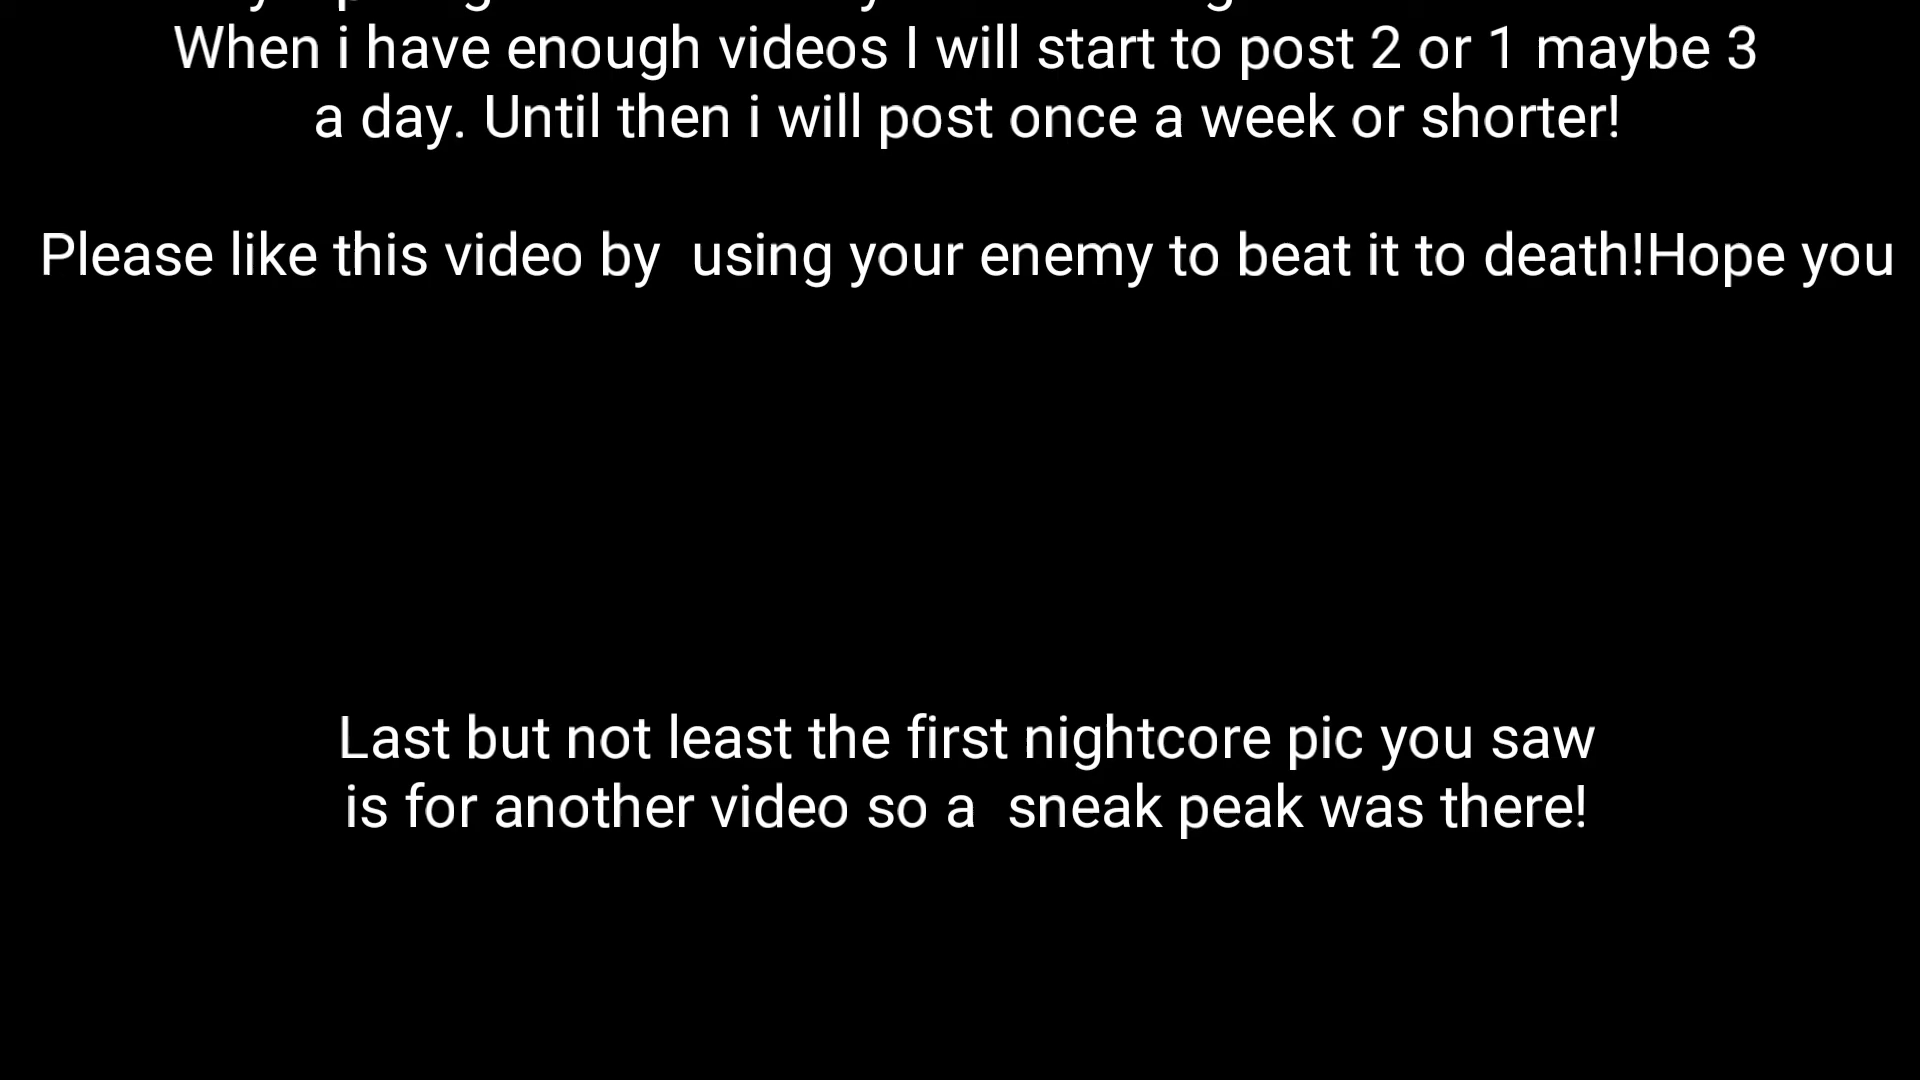 When i have enough videos I will start to post 2 or 1 maybe 3
a day. Until then i will post once a week or shorter!
Please like this video by  using your enemy to beat it to death!Hope you
Last but not least the first nightcore pic you saw
is for another video so a  sneak peak was there!